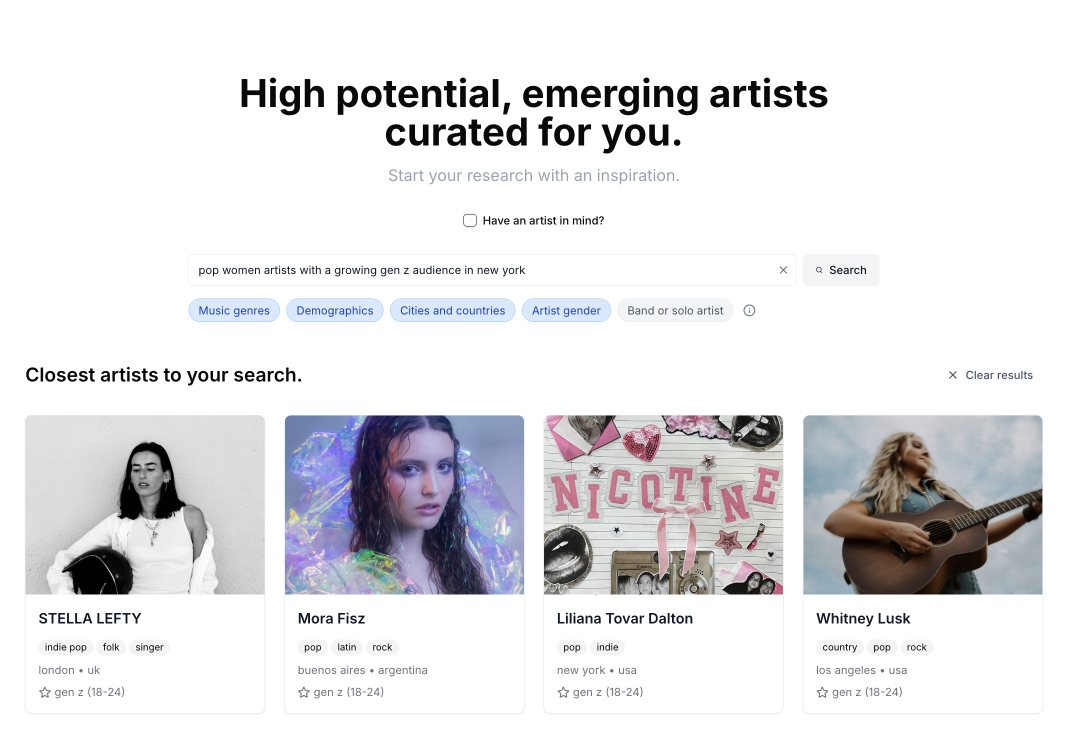 High potential, emerging artists
curated for you.
Start your research with an inspiration.
Have an artist in mind?
pop women artists with a growing gen z audience in new york
Search
Music genres
Demographics
Cities and countries
Artist gender
Band or solo artist
Closest artists to your search.
Clear results
NICOTINE
STELLA LEFTY
indie pop folk singer
london • uk
gen z (18-24)
Mora Fisz
pop latin rock
buenos aires • argentina
gen z (18-24)
Liliana Tovar Dalton
pop indie
new york • usa
gen z (18-24)
Whitney Lusk
country pop rock
los angeles • usa
gen z (18-24)